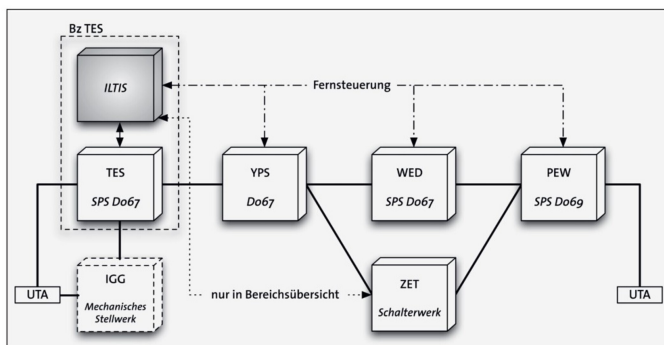 Bz TES
ILTIS
Fernsteuerung
TES
SPS Do67
YPS
Do67
WED
SPS Do67
PEW
SPS Do69
IGG
Mechanisches
Stellwerk
UTA
nur in Bereichsübersicht
ZET
Schalterwerk
UTA